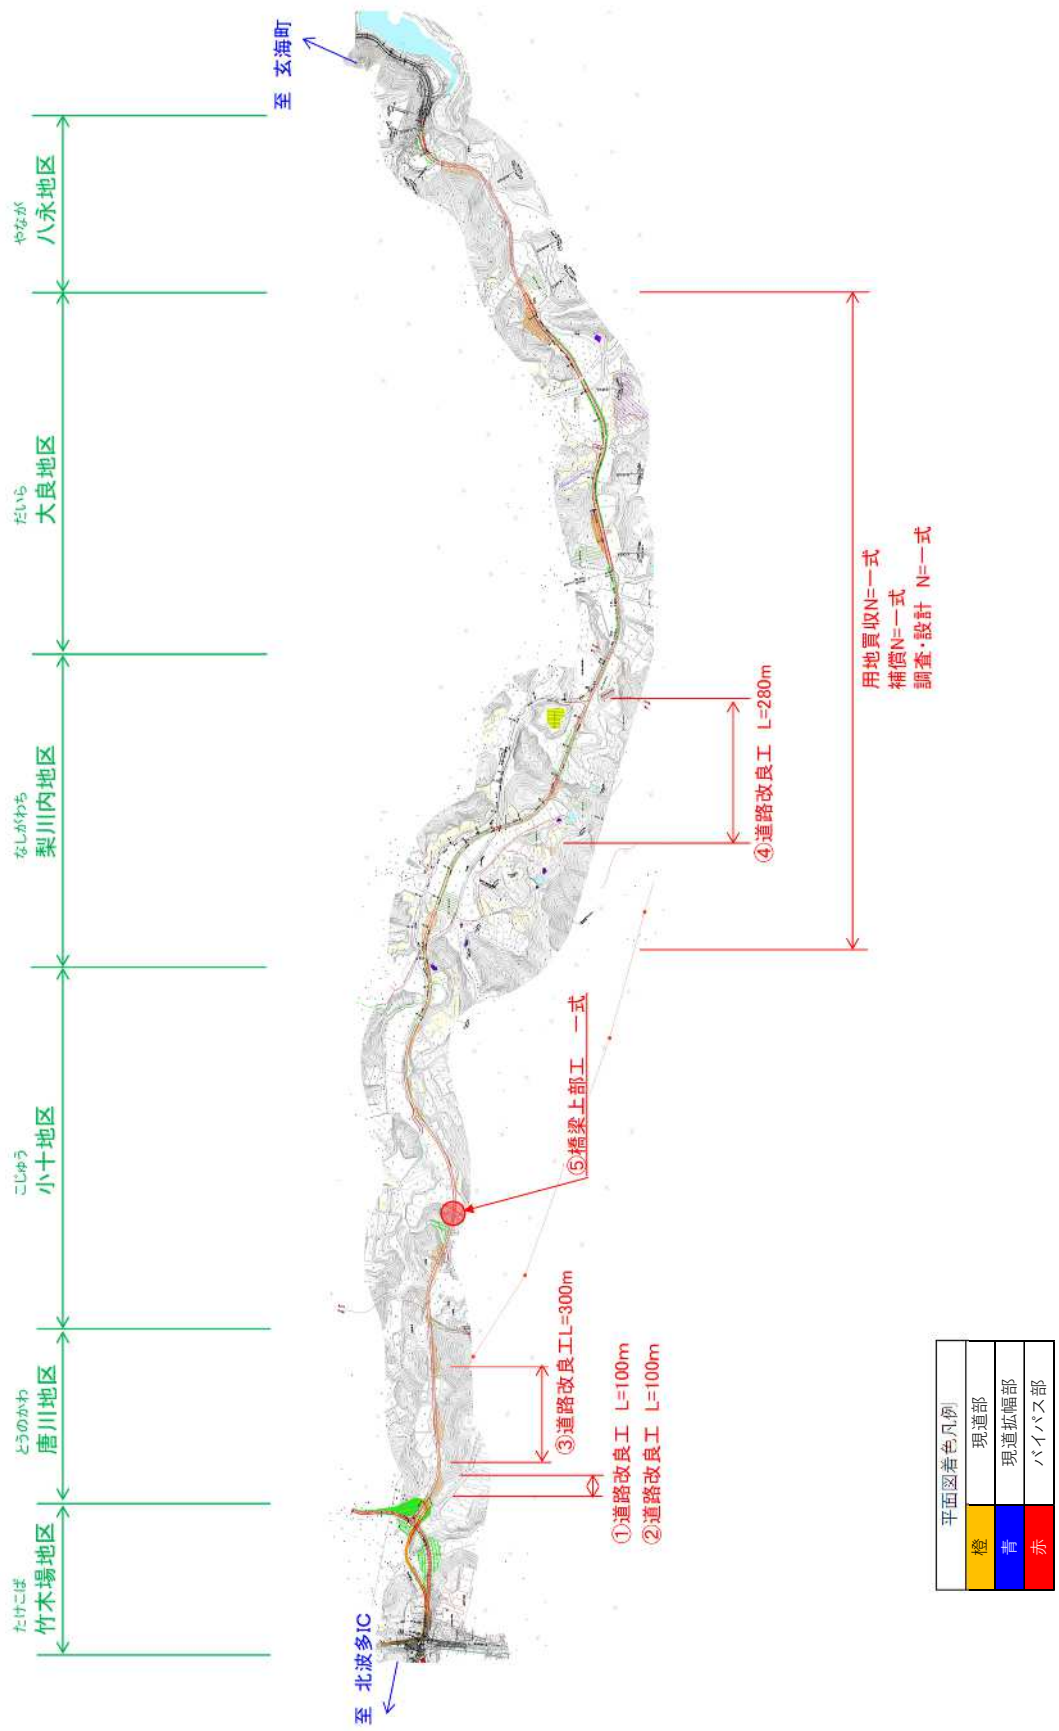 至 北波多IC
至 玄海町
たけこば
竹木場地区
とうのかわ
唐川地区
こじゅう
小十地区
なしがわち
梨川内地区
だいら
大良地区
やなが
八永地区
①道路改良工 L=100m
②道路改良工 L=100m
③道路改良工L=300m
⑤橋梁上部工 一式
④道路改良工 L=280m
用地買収N=一式
補償N=一式
調査・設計 N=一式
平面図着色凡例
橙 現道部
青 現道拡幅部
赤 バイパス部